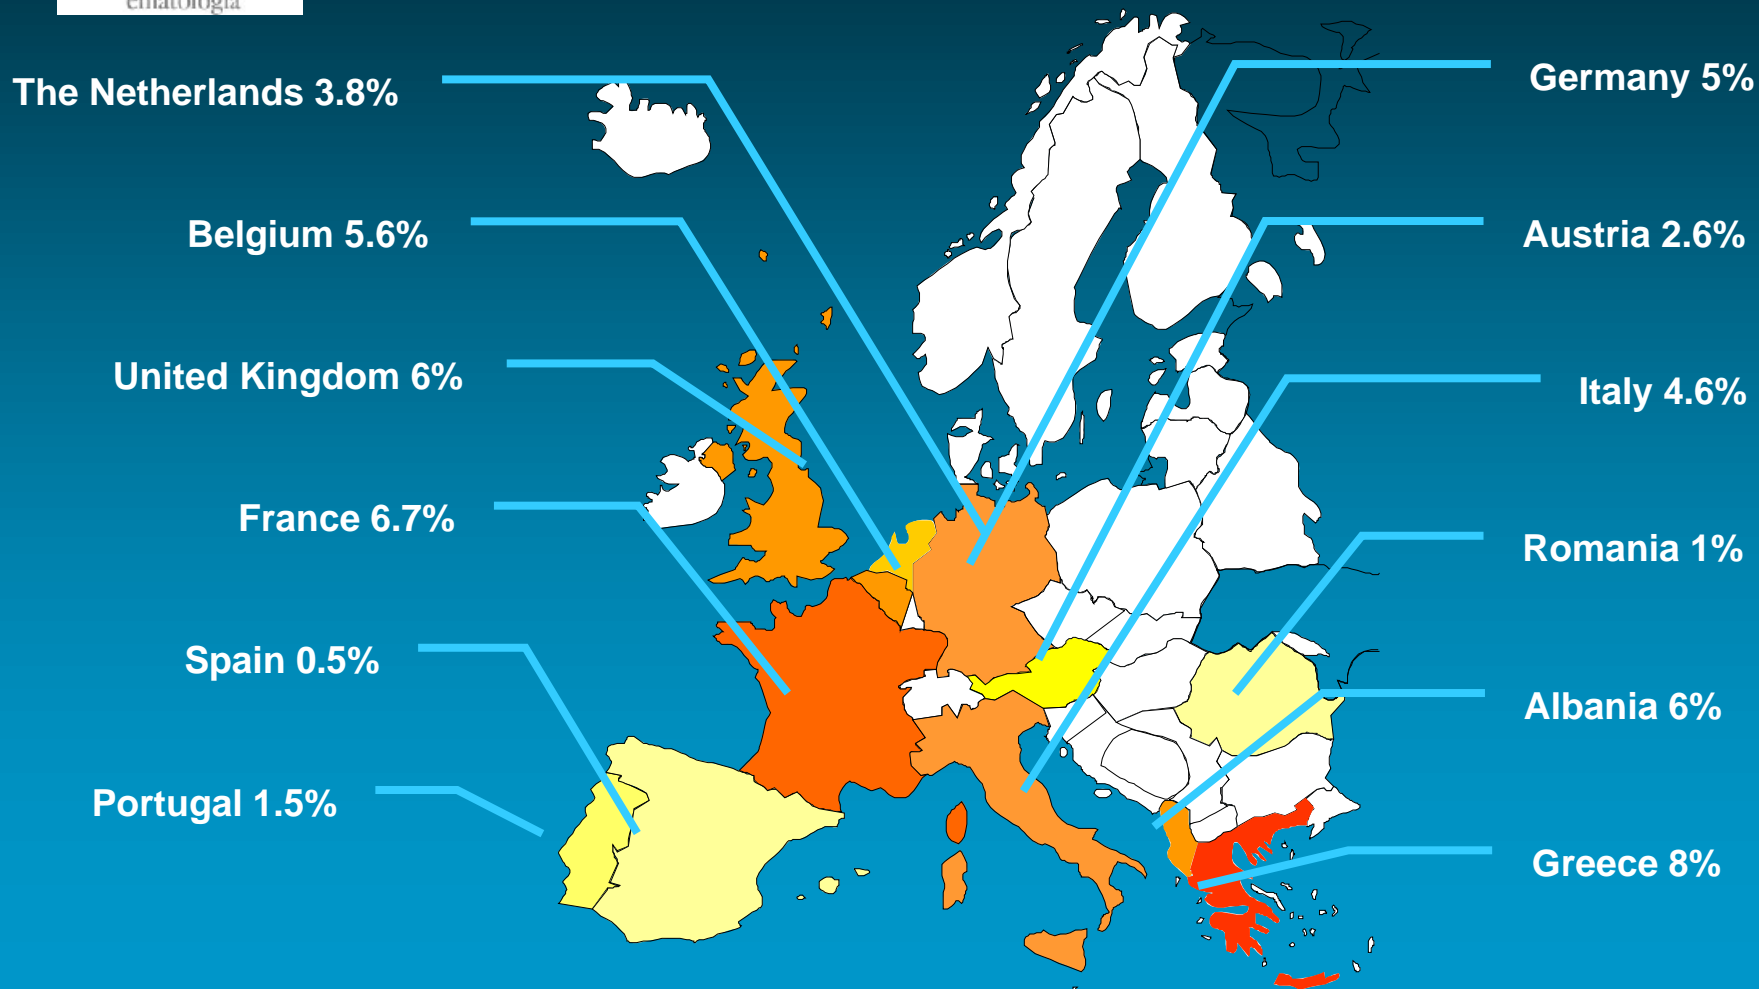 ematologia
The Netherlands 3.8%
Germany 5%
Belgium 5.6%
Austria 2.6%
United Kingdom 6%
Italy 4.6%
France 6.7%
Romania 1%
Spain 0.5%
Albania 6%
Portugal 1.5%
Greece 8%